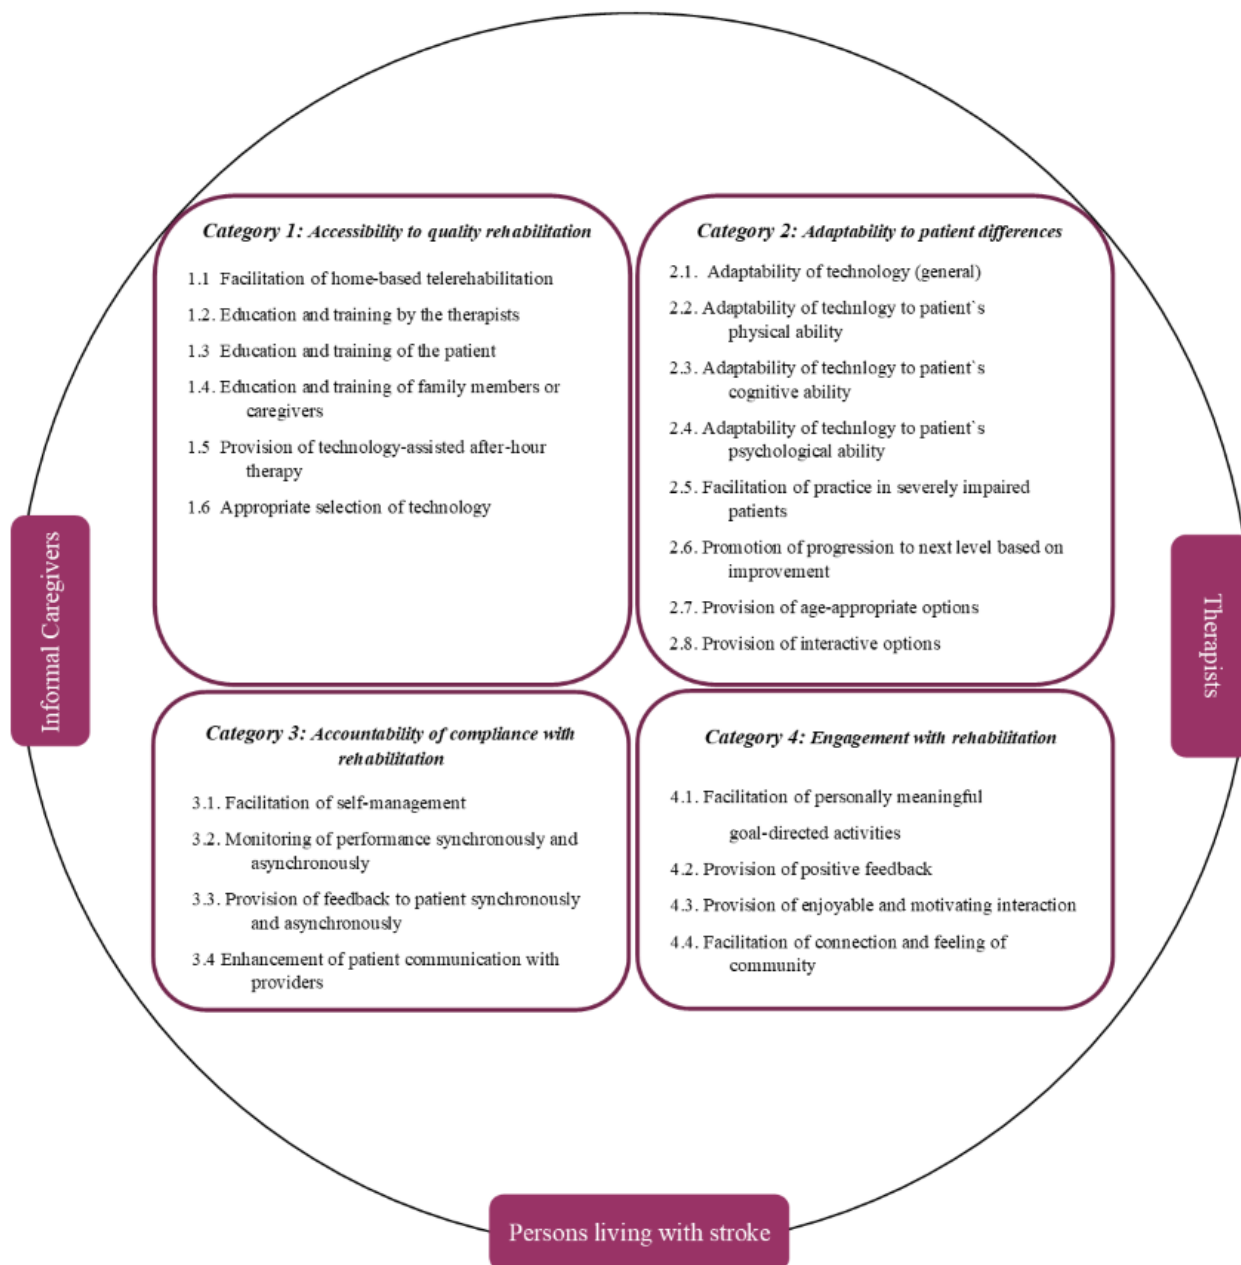 Category 1: Accessibility to quality rehabilitation
1.1 Facilitation of home-based telerehabilitation
1.2. Education and training by the therapists
1.3 Education and training of the patient
1.4. Education and training of family members or
caregivers
1.5 Provision of technology-assisted after-hour
therapy
1.6 Appropriate selection of technology
Category 2: Adaptability to patient differences
2.1. Adaptability of technology (general)
2.2. Adaptability of technlogy to patient`s
physical ability
2.3. Adaptability of technlogy to patient`s
cognitive ability
2.4. Adaptability of technlogy to patient`s
psychological ability
2.5. Facilitation of practice in severely impaired
patients
2.6. Promotion of progression to next level based on
improvement
2.7. Provision of age-appropriate options
2.8. Provision of interactive options
Informal Caregivers
Therapists
Category 3: Accountability of compliance with
rehabilitation
3.1. Facilitation of self-management
3.2. Monitoring of performance synchronously and
asynchronously
3.3. Provision of feedback to patient synchronously
and asynchronously
3.4 Enhancement of patient communication with
providers
Category 4: Engagement with rehabilitation
4.1. Facilitation of personally meaningful
goal-directed activities
4.2. Provision of positive feedback
4.3. Provision of enjoyable and motivating interaction
4.4. Facilitation of connection and feeling of
community
Persons living with stroke